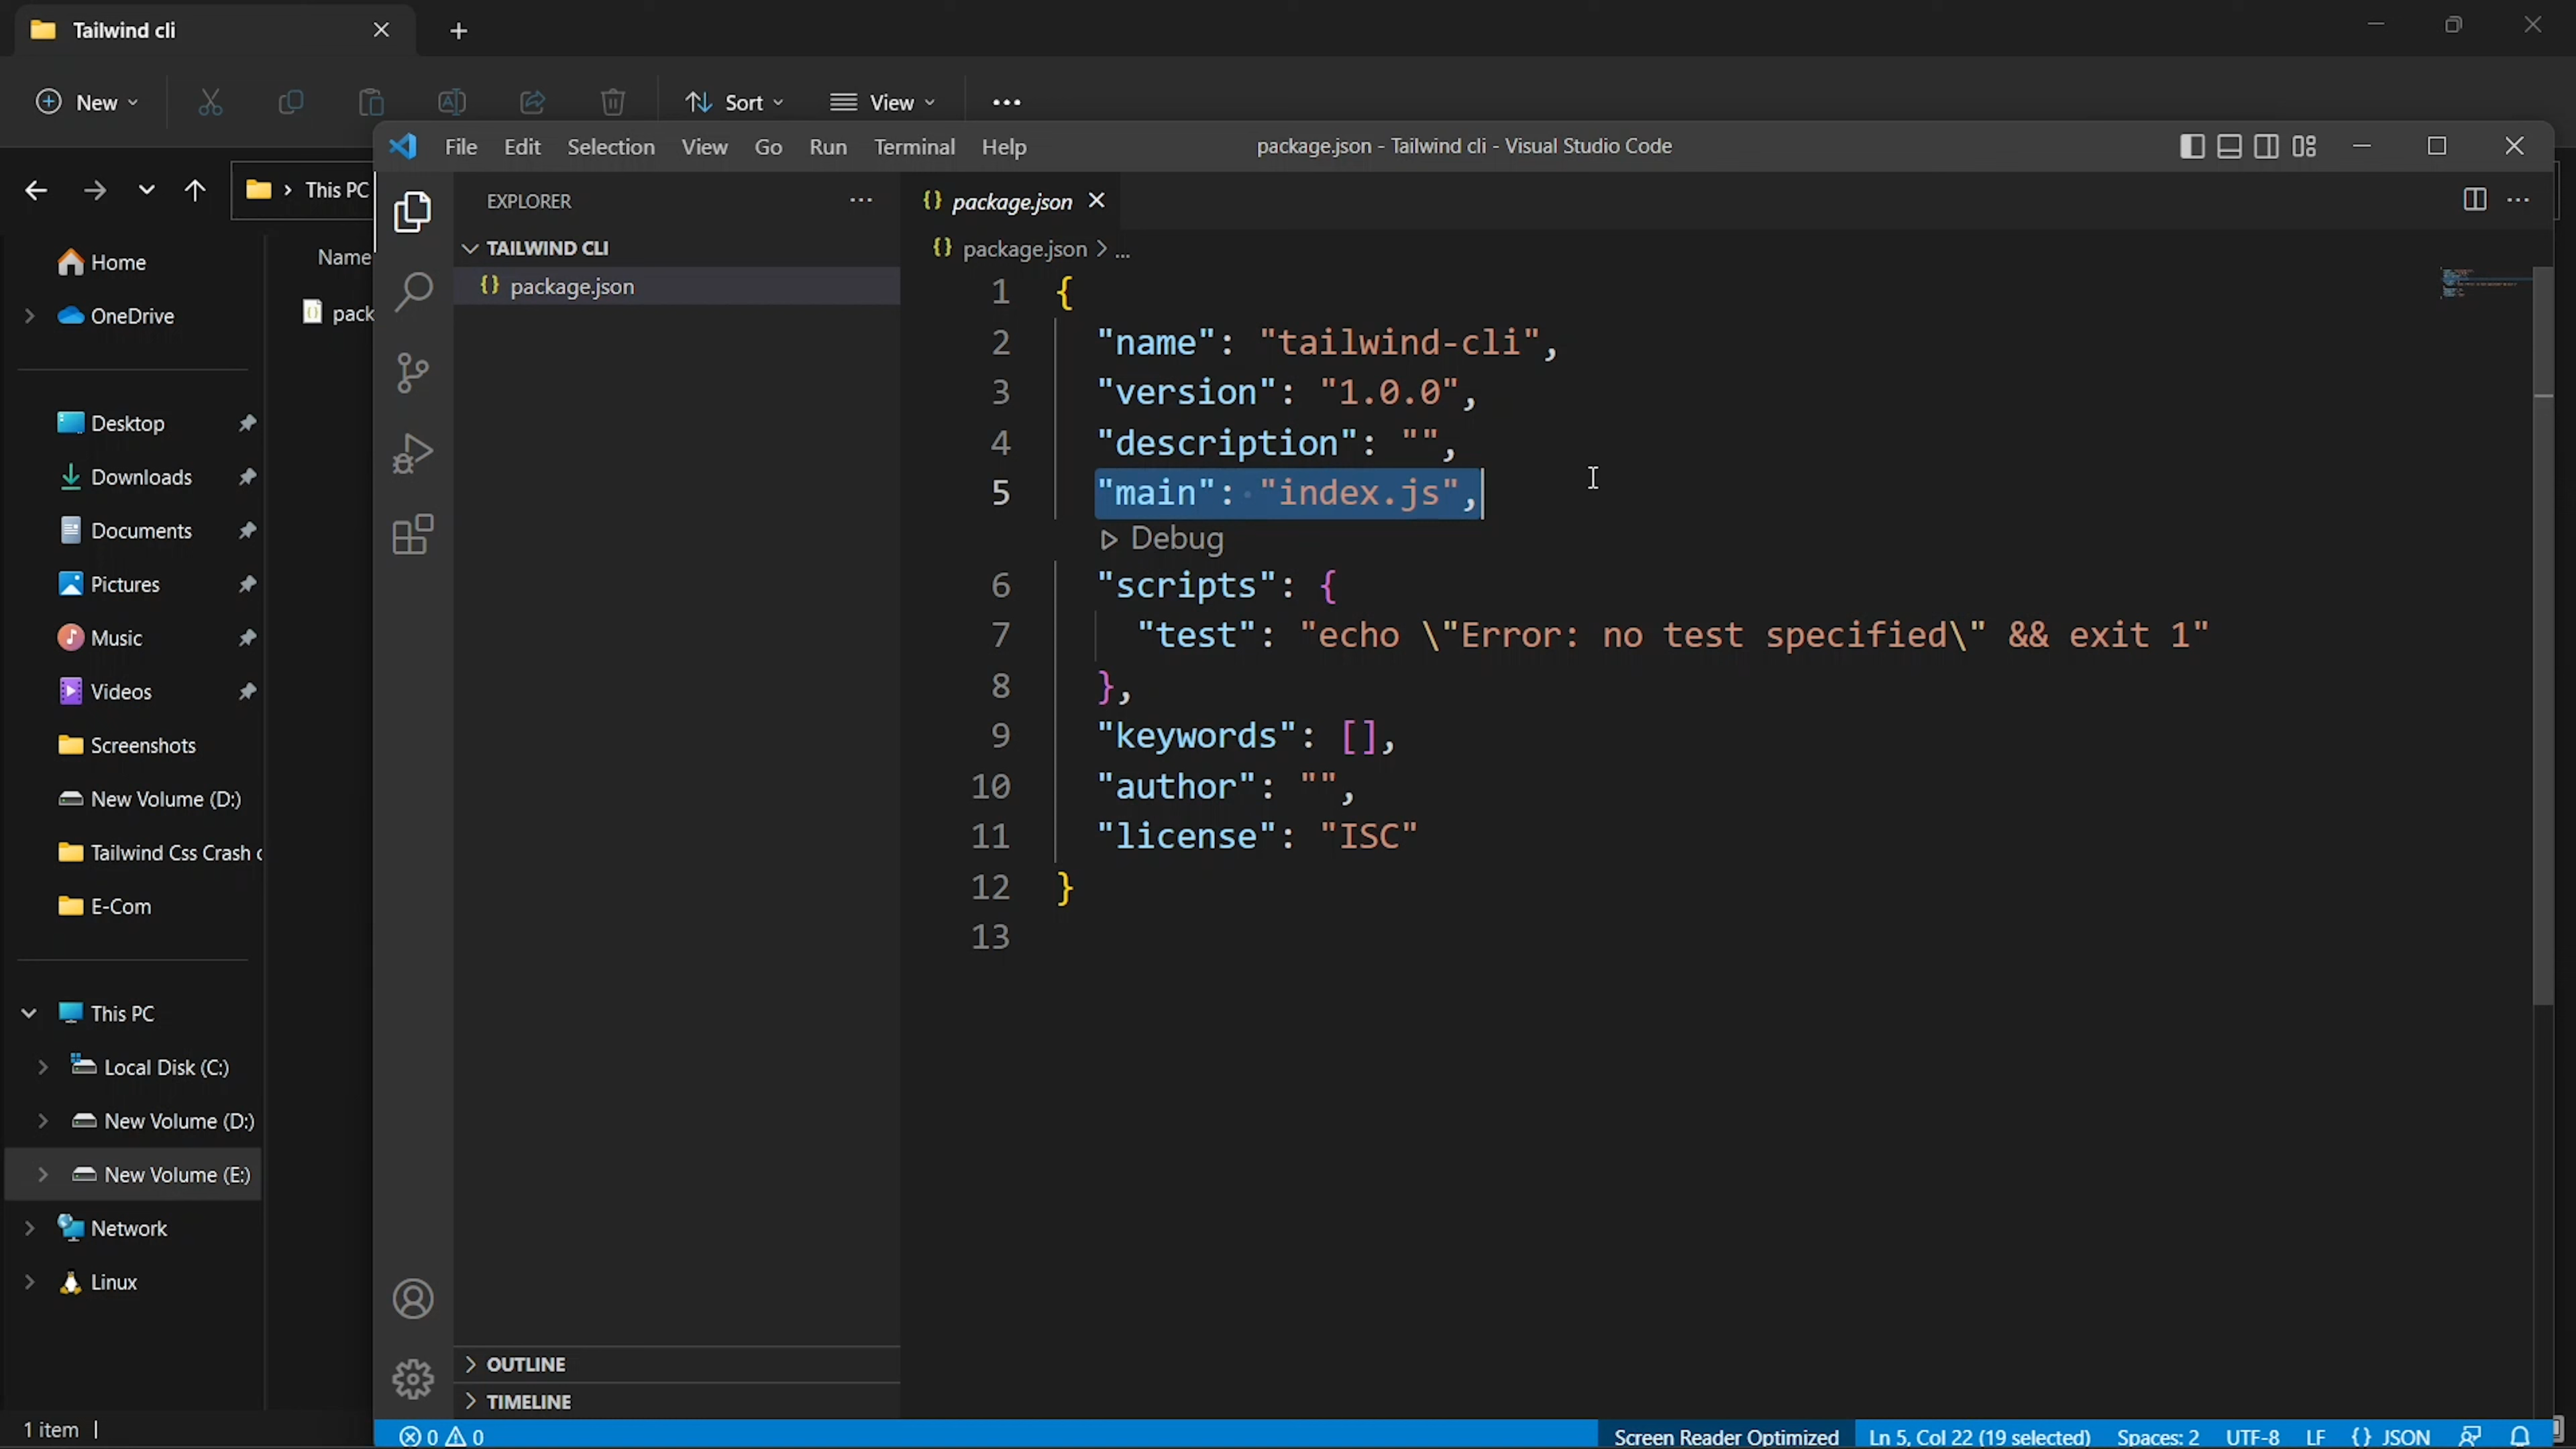 Tailwind cli
New
Sort
View
File Edit Selection View Go Run Terminal Help
package.json - Tailwind cli - Visual Studio Code
This PC
Home
OneDrive
Desktop
Downloads
Documents
Pictures
Music
Videos
Screenshots
New Volume (D:)
Tailwind Css Crash c
E-Com
This PC
Local Disk (C:)
New Volume (D:)
New Volume (E:)
Network
Linux
1 item
Name
pack
EXPLORER
TAILWIND CLI
{} package.json
OUTLINE
TIMELINE
{} package.json
{} package.json > ...
1 {
2 "name": "tailwind-cli",
3 "version": "1.0.0",
4 "description": "",
5 "main": "index.js",
Debug
6 "scripts": {
7 "test": "echo \"Error: no test specified\" && exit 1"
8 },
9 "keywords": [],
10 "author": "",
11 "license": "ISC"
12 }
13
0 0
Screen Reader Optimized Ln 5, Col 22 (19 selected) Spaces: 2 UTF-8 LF {} JSON